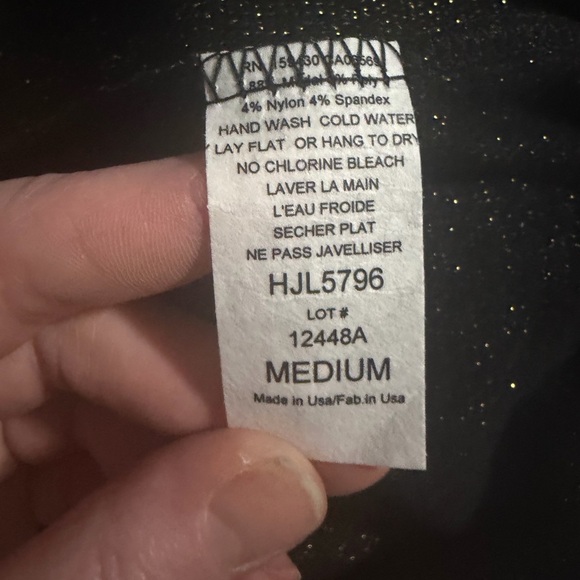 RN
4% Nylon 4% Spandex
HAND WASH COLD WATER
LAY FLAT OR HANG TO DRY
NO CHLORINE BLEACH
LAVER LA MAIN
L'EAU FROIDE
SECHER PLAT
NE PASS JAVELLISER
HJL5796
LOT #
12448A
MEDIUM
Made in Usa/Fab.in Usa